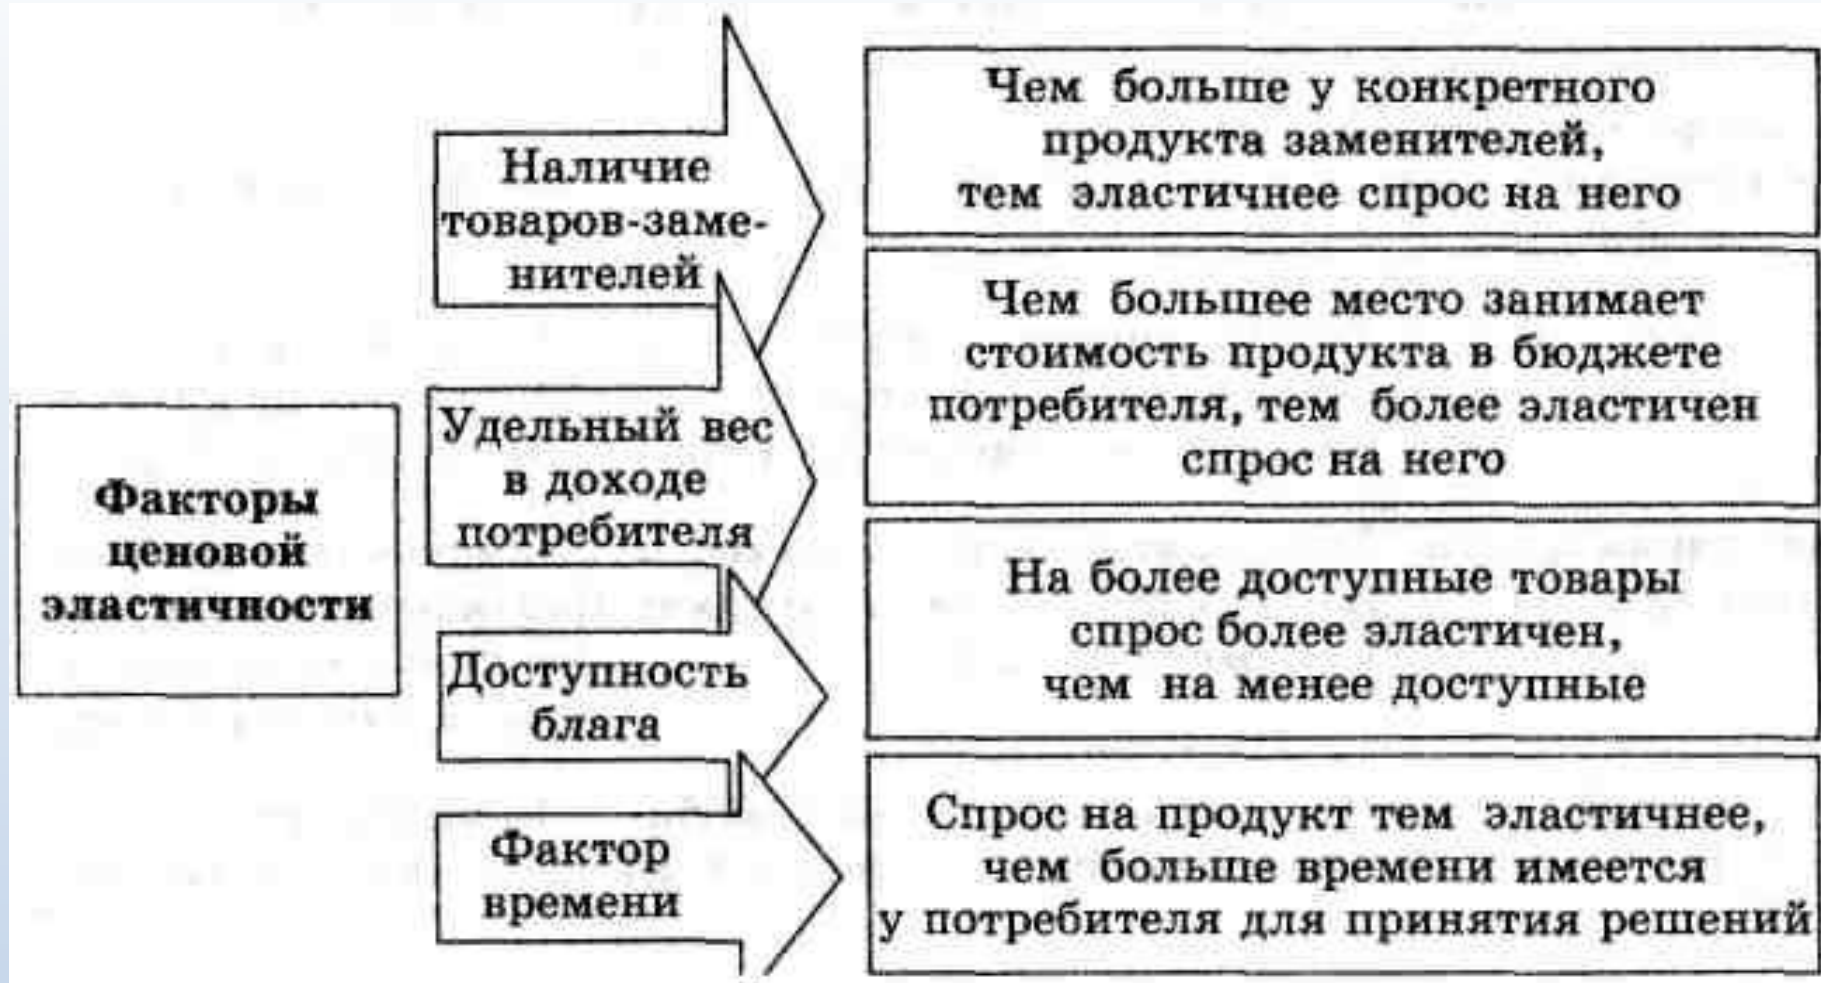 Факторы
ценовой
эластичности
Наличие
товаров-заме-
нителей
Чем больше у конкретного
продукта заменителей,
тем эластичнее спрос на него
Удельный вес
в доходе
потребителя
Чем большее место занимает
стоимость продукта в бюджете
потребителя, тем более эластичен
спрос на него
Доступность
блага
На более доступные товары
спрос более эластичен,
чем на менее доступные
Фактор
времени
Спрос на продукт тем эластичнее,
чем больше времени имеется
у потребителя для принятия решений